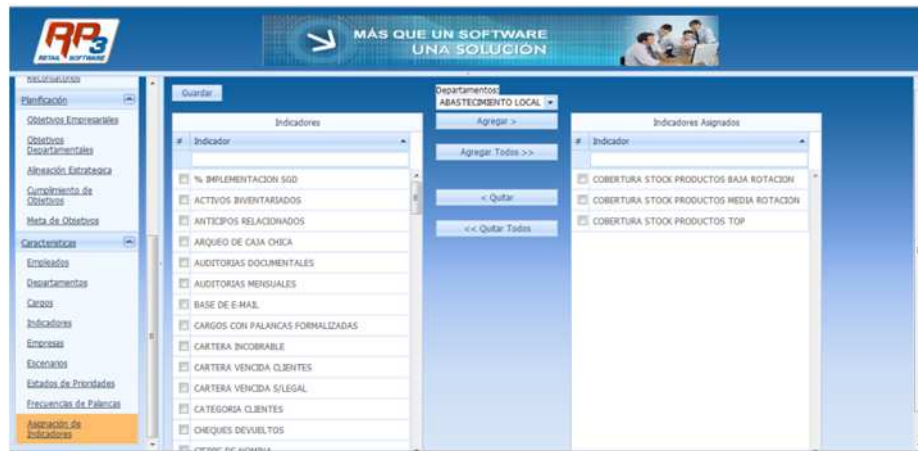 RP3
RETAIL SOFTWARE
MÁS QUE UN SOFTWARE
UNA SOLUCIÓN
Planificación
Objetivos Empresariales
Objetivos
Departamentales
Alineación Estrategica
Cumplimiento de
Objetivos
Meta de Objetivos
Características
Empleados
Departamentos
Cargos
Indicadores
Empresas
Escenarios
Estados de Prioridades
Frecuencias de Palancas
Asignación de
Indicadores
Guardar
Indicadores
# Indicador
% IMPLEMENTACION SGD
ACTIVOS INVENTARIADOS
ANTICIPOS RELACIONADOS
ARQUEO DE CAJA CHICA
AUDITORIAS DOCUMENTALES
AUDITORIAS MENSUALES
BASE DE E-MAIL
CARGOS CON PALANCAS FORMALIZADAS
CARTERA INCOBRABLE
CARTERA VENCIDA CLIENTES
CARTERA VENCIDA S/LEGAL
CATEGORIA CLIENTES
CHEQUES DEVUELTOS
Departamentos:
ABASTECIMIENTO LOCAL
Agregar >
Agregar Todos >>
< Quitar
<< Quitar Todos
Indicadores Asignados
# Indicador
COBERTURA STOCK PRODUCTOS BAJA ROTACION
COBERTURA STOCK PRODUCTOS MEDIA ROTACION
COBERTURA STOCK PRODUCTOS TOP